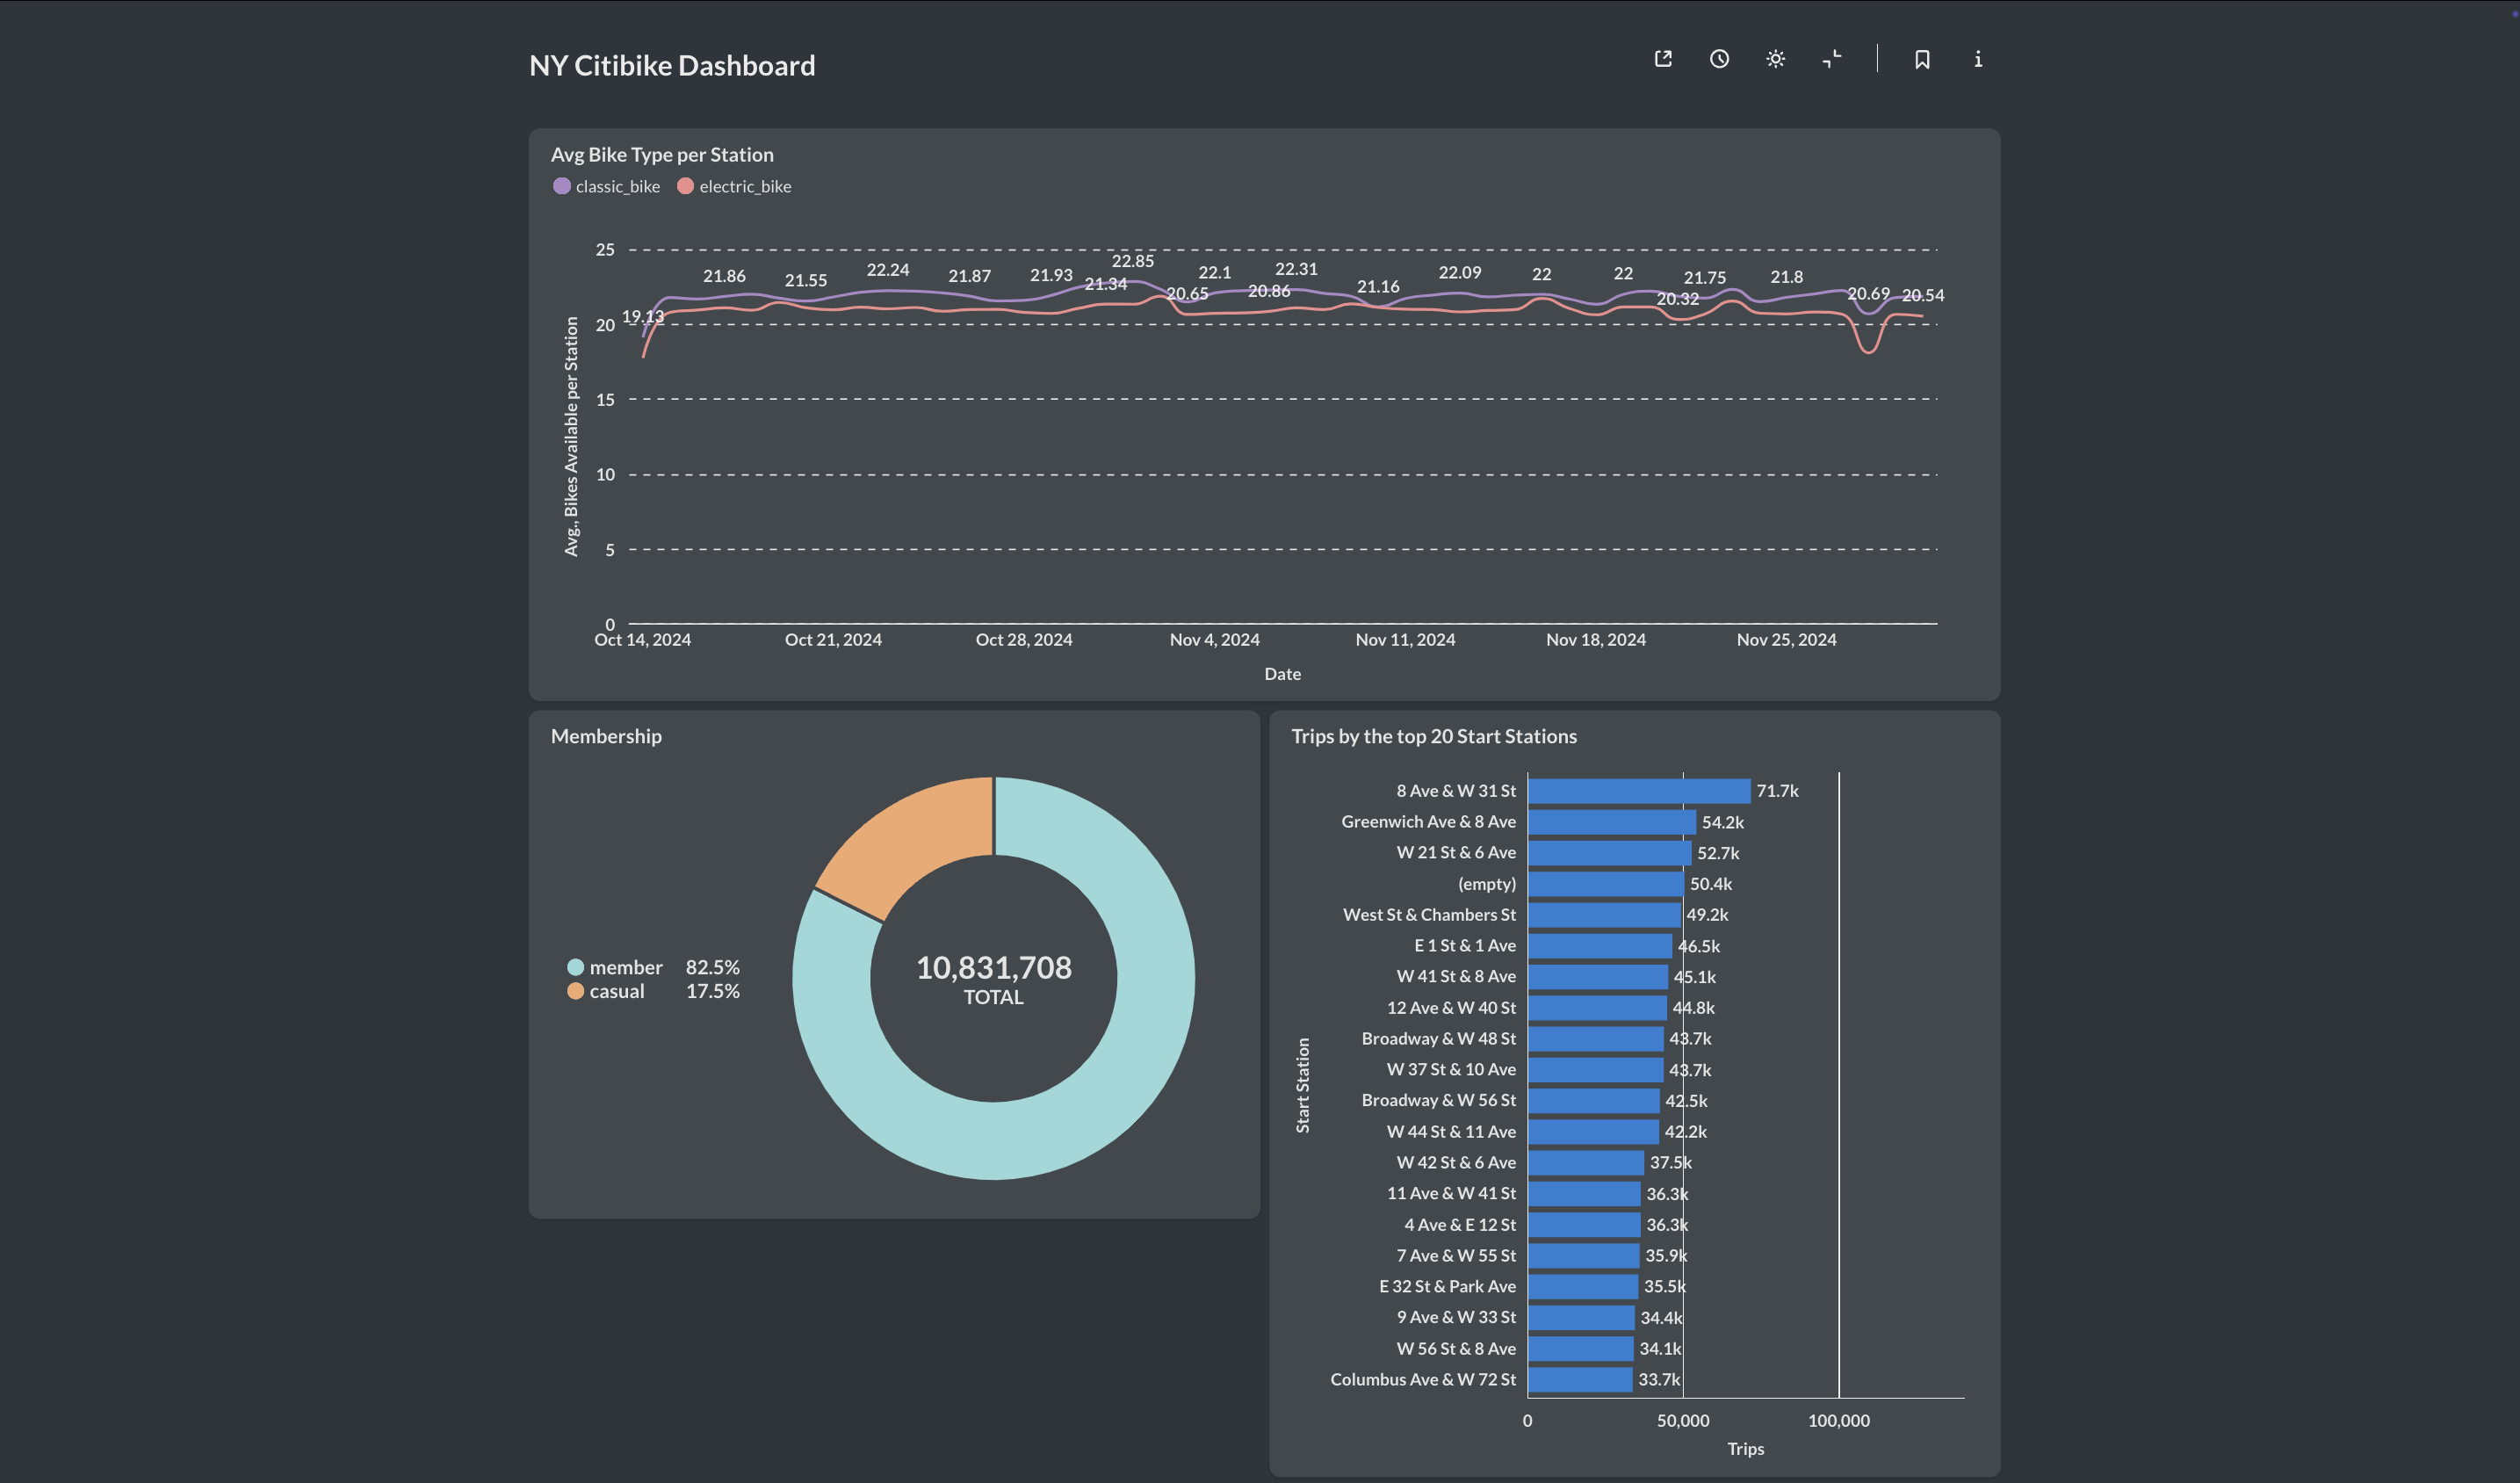 NY Citibike Dashboard
Avg Bike Type per Station
classic_bike electric_bike
Avg., Bikes Available per Station
25
20
15
10
5
0
19.13
21.86
21.55
22.24
21.87
21.93
21.34
22.85
20.65
22.1
20.86
22.31
21.16
22.09
22
22
20.32
21.75
21.8
20.69
20.54
Oct 14, 2024 Oct 21, 2024 Oct 28, 2024 Nov 4, 2024 Nov 11, 2024 Nov 18, 2024 Nov 25, 2024
Date
Membership
member 82.5%
casual 17.5%
10,831,708
TOTAL
Trips by the top 20 Start Stations
Start Station
8 Ave & W 31 St 71.7k
Greenwich Ave & 8 Ave 54.2k
W 21 St & 6 Ave 52.7k
(empty) 50.4k
West St & Chambers St 49.2k
E 1 St & 1 Ave 46.5k
W 41 St & 8 Ave 45.1k
12 Ave & W 40 St 44.8k
Broadway & W 48 St 43.7k
W 37 St & 10 Ave 43.7k
Broadway & W 56 St 42.5k
W 44 St & 11 Ave 42.2k
W 42 St & 6 Ave 37.5k
11 Ave & W 41 St 36.3k
4 Ave & E 12 St 36.3k
7 Ave & W 55 St 35.9k
E 32 St & Park Ave 35.5k
9 Ave & W 33 St 34.4k
W 56 St & 8 Ave 34.1k
Columbus Ave & W 72 St 33.7k
0 50,000 100,000
Trips